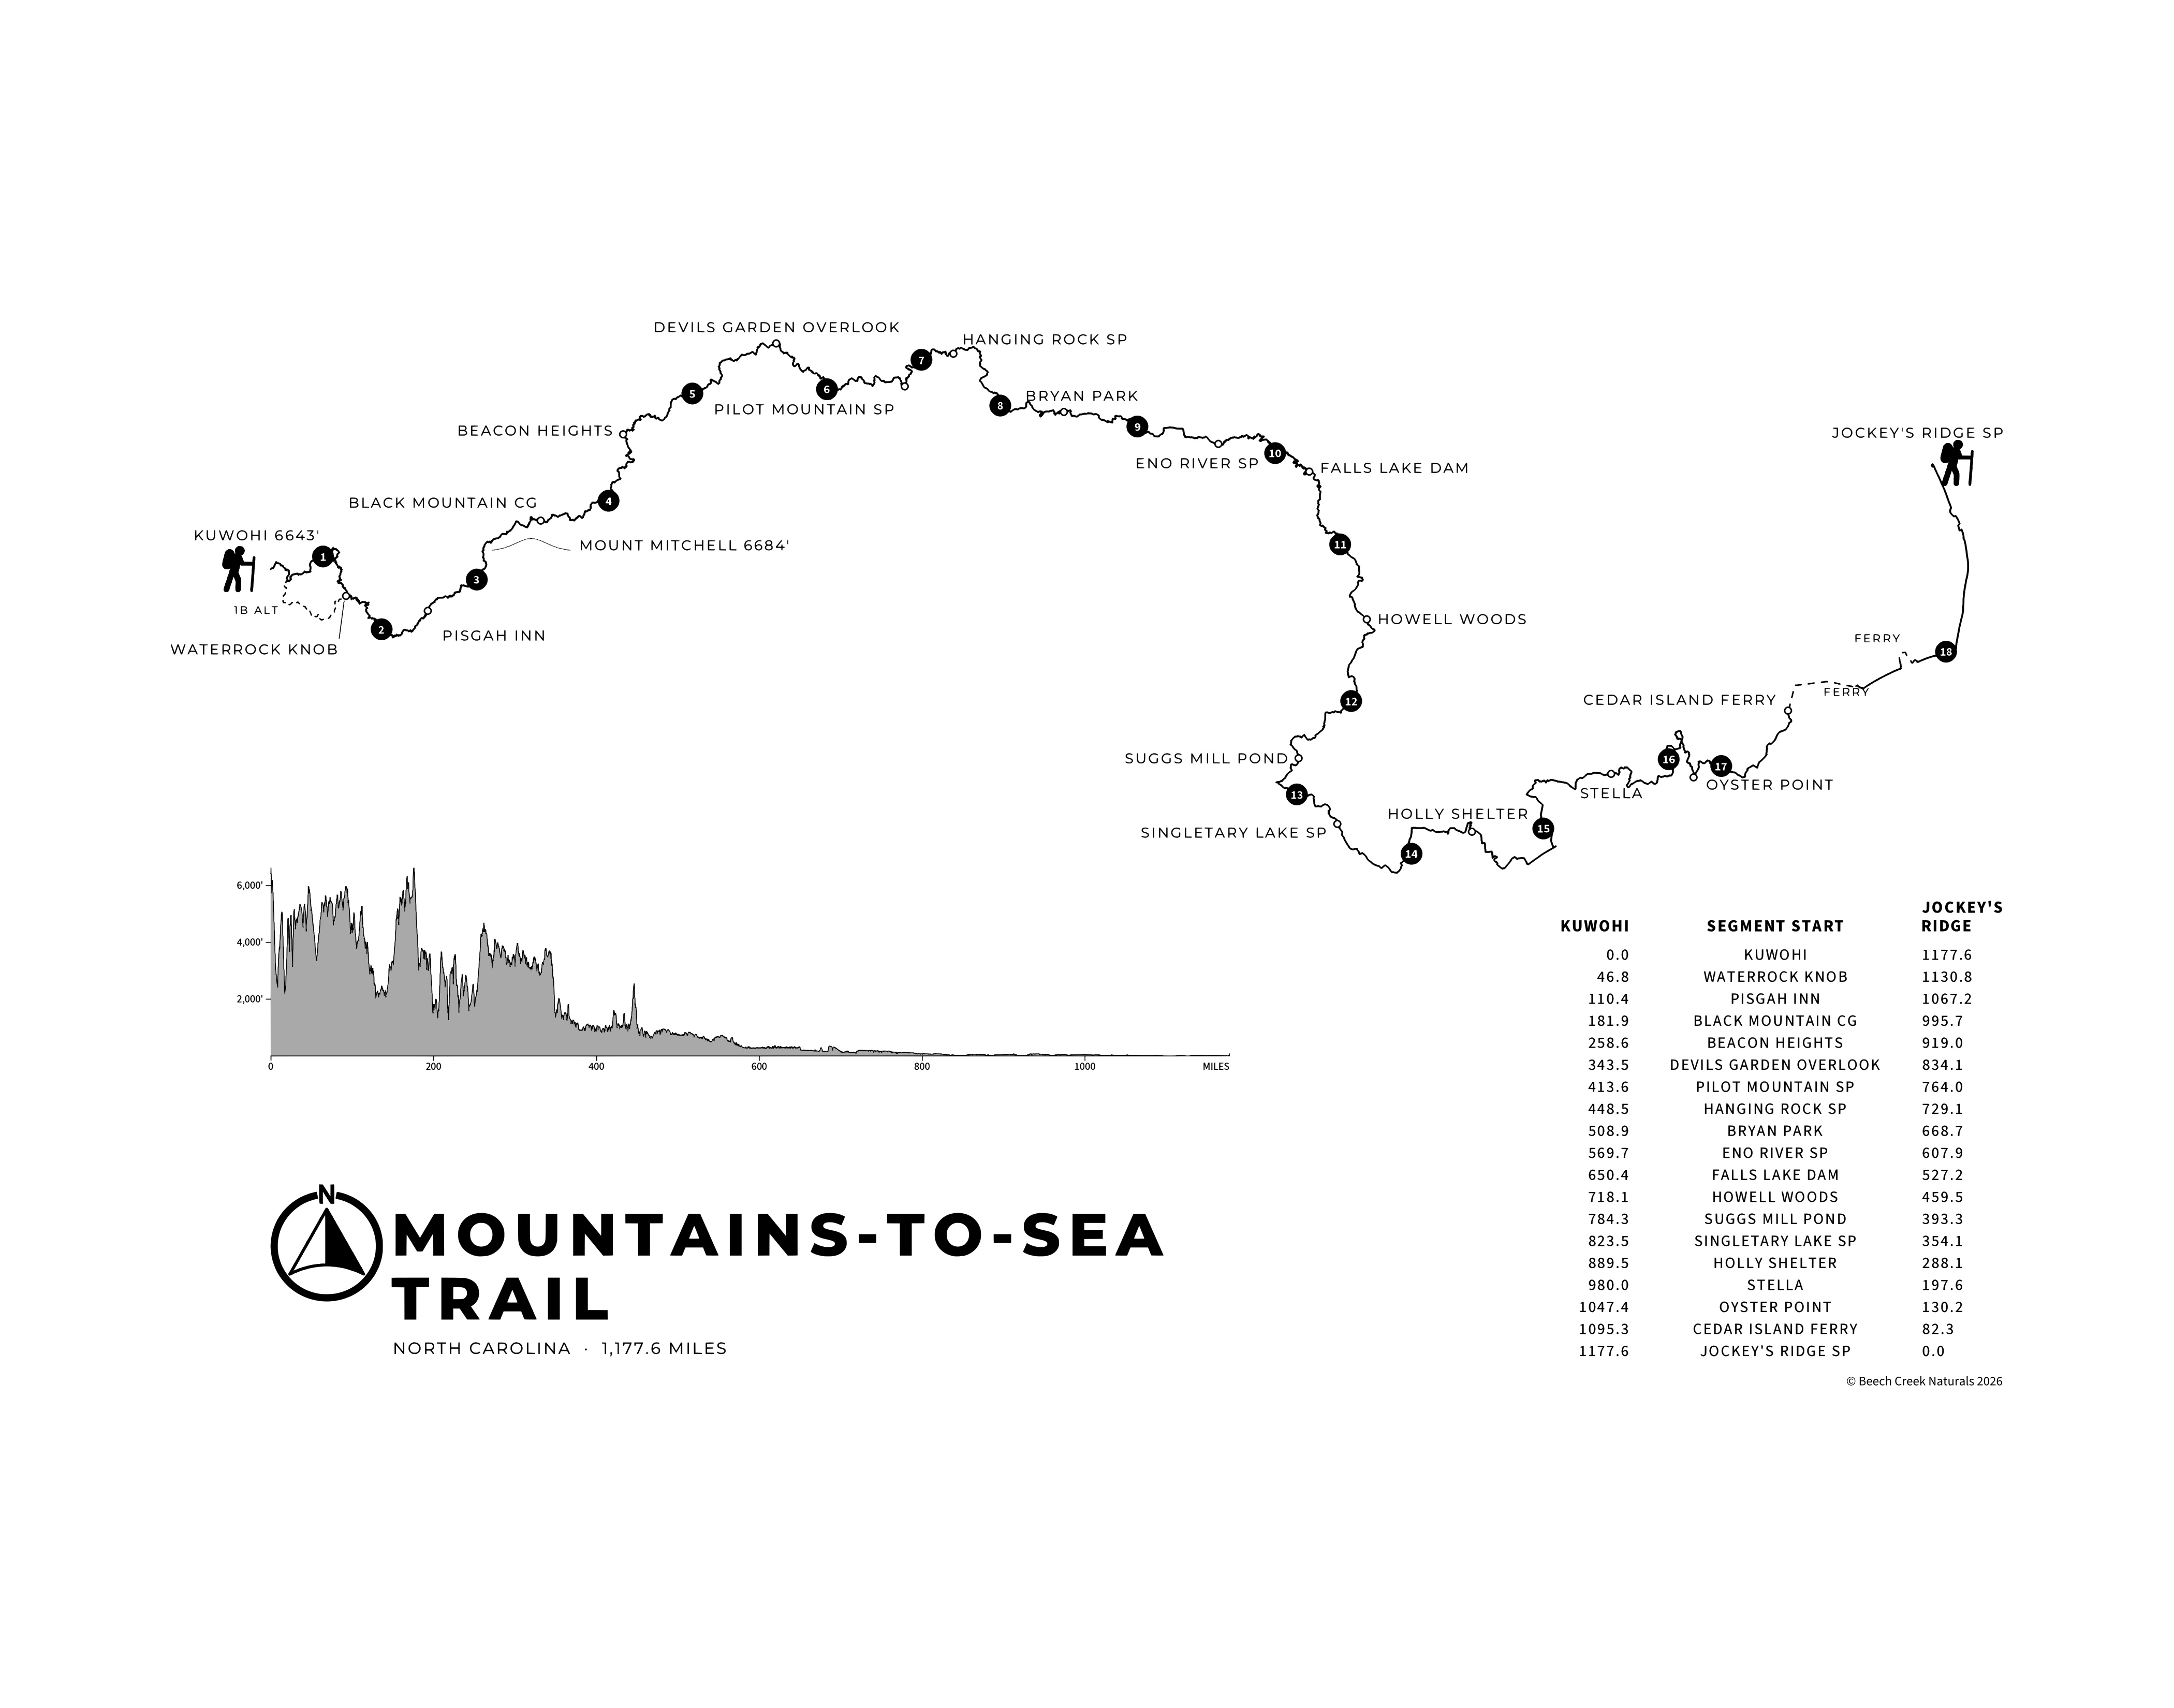 DEVILS GARDEN OVERLOOK
HANGING ROCK SP
7
6
5
PILOT MOUNTAIN SP
8
BRYAN PARK
9
BEACON HEIGHTS
ENO RIVER SP
10
FALLS LAKE DAM
JOCKEY'S RIDGE SP
BLACK MOUNTAIN CG
4
KUWOHI 6643'
1
MOUNT MITCHELL 6684'
3
11
1B ALT
2
PISGAH INN
WATERROCK KNOB
HOWELL WOODS
FERRY
18
FERRY
CEDAR ISLAND FERRY
12
SUGGS MILL POND
16
17
OYSTER POINT
STELLA
13
HOLLY SHELTER
15
SINGLETARY LAKE SP
14
6,000'
4,000'
2,000'
0 200 400 600 800 1000 MILES
KUWOHI SEGMENT START JOCKEY'S
RIDGE
0.0 KUWOHI 1177.6
46.8 WATERROCK KNOB 1130.8
110.4 PISGAH INN 1067.2
181.9 BLACK MOUNTAIN CG 995.7
258.6 BEACON HEIGHTS 919.0
343.5 DEVILS GARDEN OVERLOOK 834.1
413.6 PILOT MOUNTAIN SP 764.0
448.5 HANGING ROCK SP 729.1
508.9 BRYAN PARK 668.7
569.7 ENO RIVER SP 607.9
650.4 FALLS LAKE DAM 527.2
718.1 HOWELL WOODS 459.5
784.3 SUGGS MILL POND 393.3
823.5 SINGLETARY LAKE SP 354.1
889.5 HOLLY SHELTER 288.1
980.0 STELLA 197.6
1047.4 OYSTER POINT 130.2
1095.3 CEDAR ISLAND FERRY 82.3
1177.6 JOCKEY'S RIDGE SP 0.0
N
MOUNTAINS-TO-SEA
TRAIL
NORTH CAROLINA · 1,177.6 MILES
© Beech Creek Naturals 2026